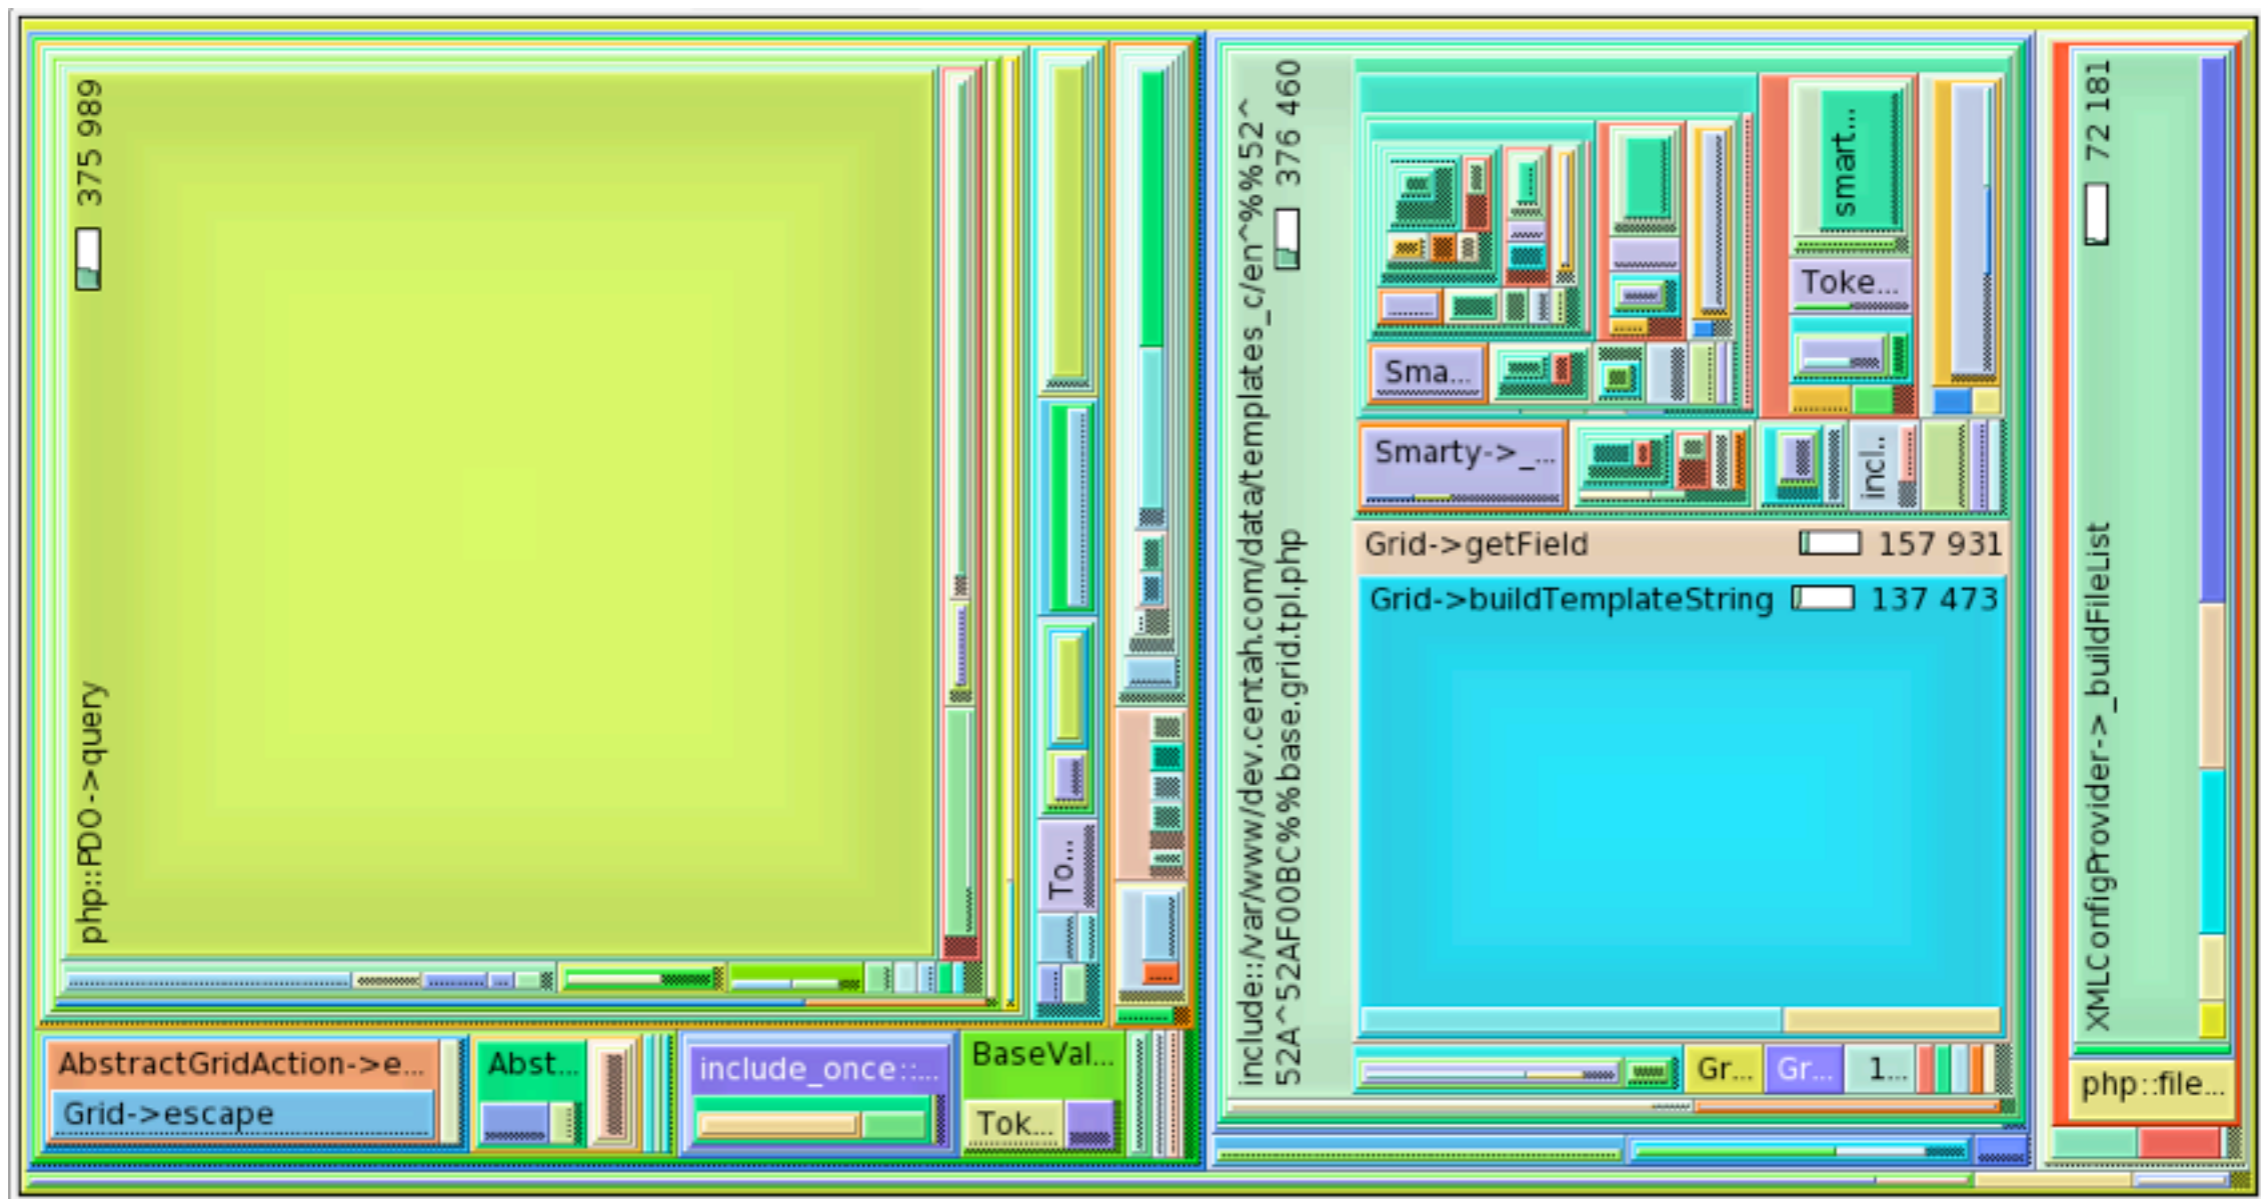 php::PDO->query 375 989
AbstractGridAction->e...
Grid->escape
Abst...
include_once::...
BaseVal...
Tok...
To...
include::/var/www/dev.centah.com/data/templates_c/en^%%52^
52A^52AF00BC%%base.grid.tpl.php 376 460
smart...
Toke...
Sma...
Smarty->_...
incl..
Grid->getField 157 931
Grid->buildTemplateString 137 473
Gr...
Gr...
1...
XMLConfigProvider->_buildFileList 72 181
php::file...